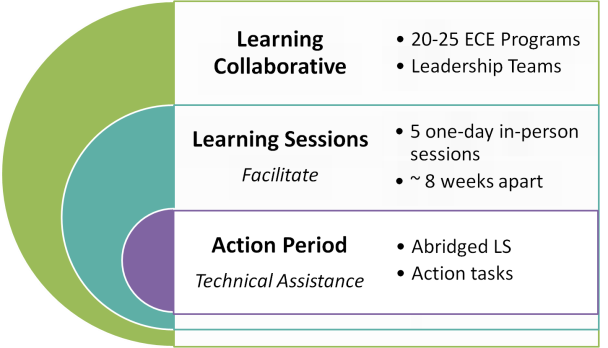 Learning
Collaborative
• 20-25 ECE Programs
• Leadership Teams
Learning Sessions
Facilitate
• 5 one-day in-person
sessions
• ~ 8 weeks apart
Action Period
Technical Assistance
• Abridged LS
• Action tasks